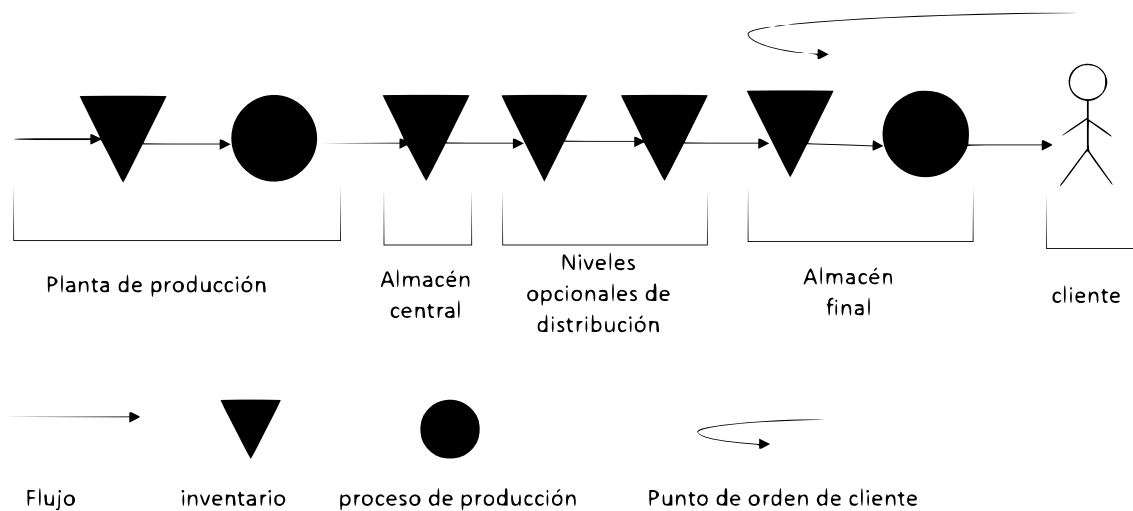 Planta de producción
Almacén
central
Niveles
opcionales de
distribución
Almacén
final
cliente
Flujo
inventario
proceso de producción
Punto de orden de cliente